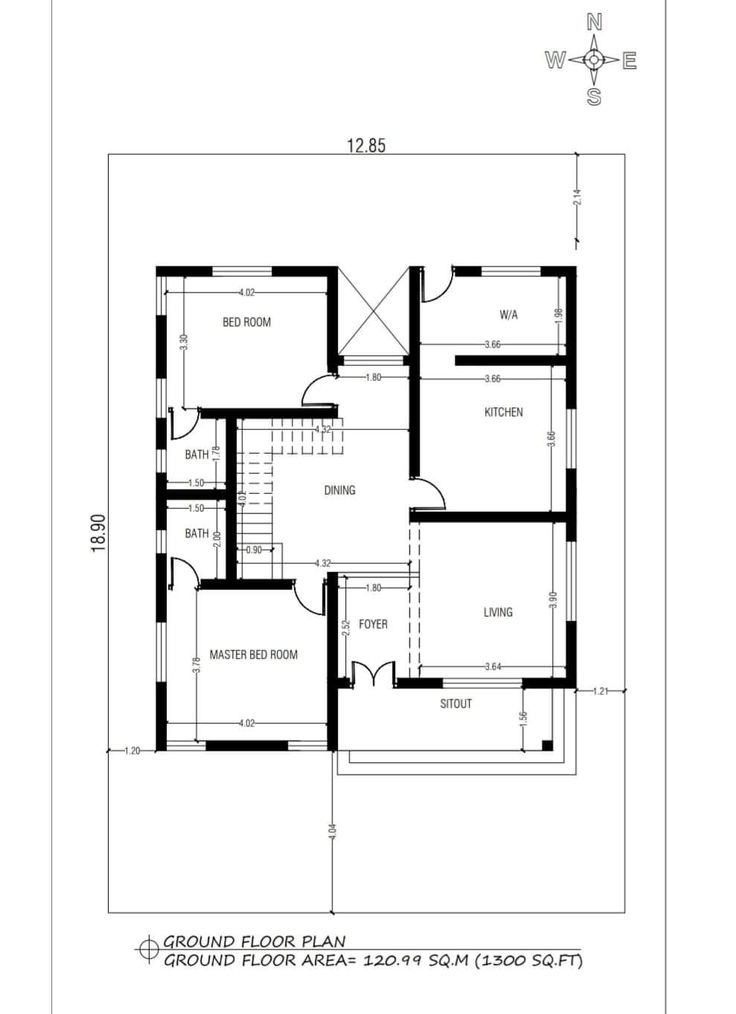 N
W E
S
12.85
2.14
4.02
BED ROOM
3.30
W/A
1.98
3.66
1.80
3.66
KITCHEN
3.66
4.32
BATH
1.78
1.50
DINING
4.02
1.50
BATH
2.00
0.90
4.32
18.90
1.80
FOYER
2.52
LIVING
3.90
3.64
MASTER BED ROOM
3.78
4.02
SITOUT
1.56
1.21
1.20
4.04
GROUND FLOOR PLAN
GROUND FLOOR AREA= 120.99 SQ.M (1300 SQ.FT)